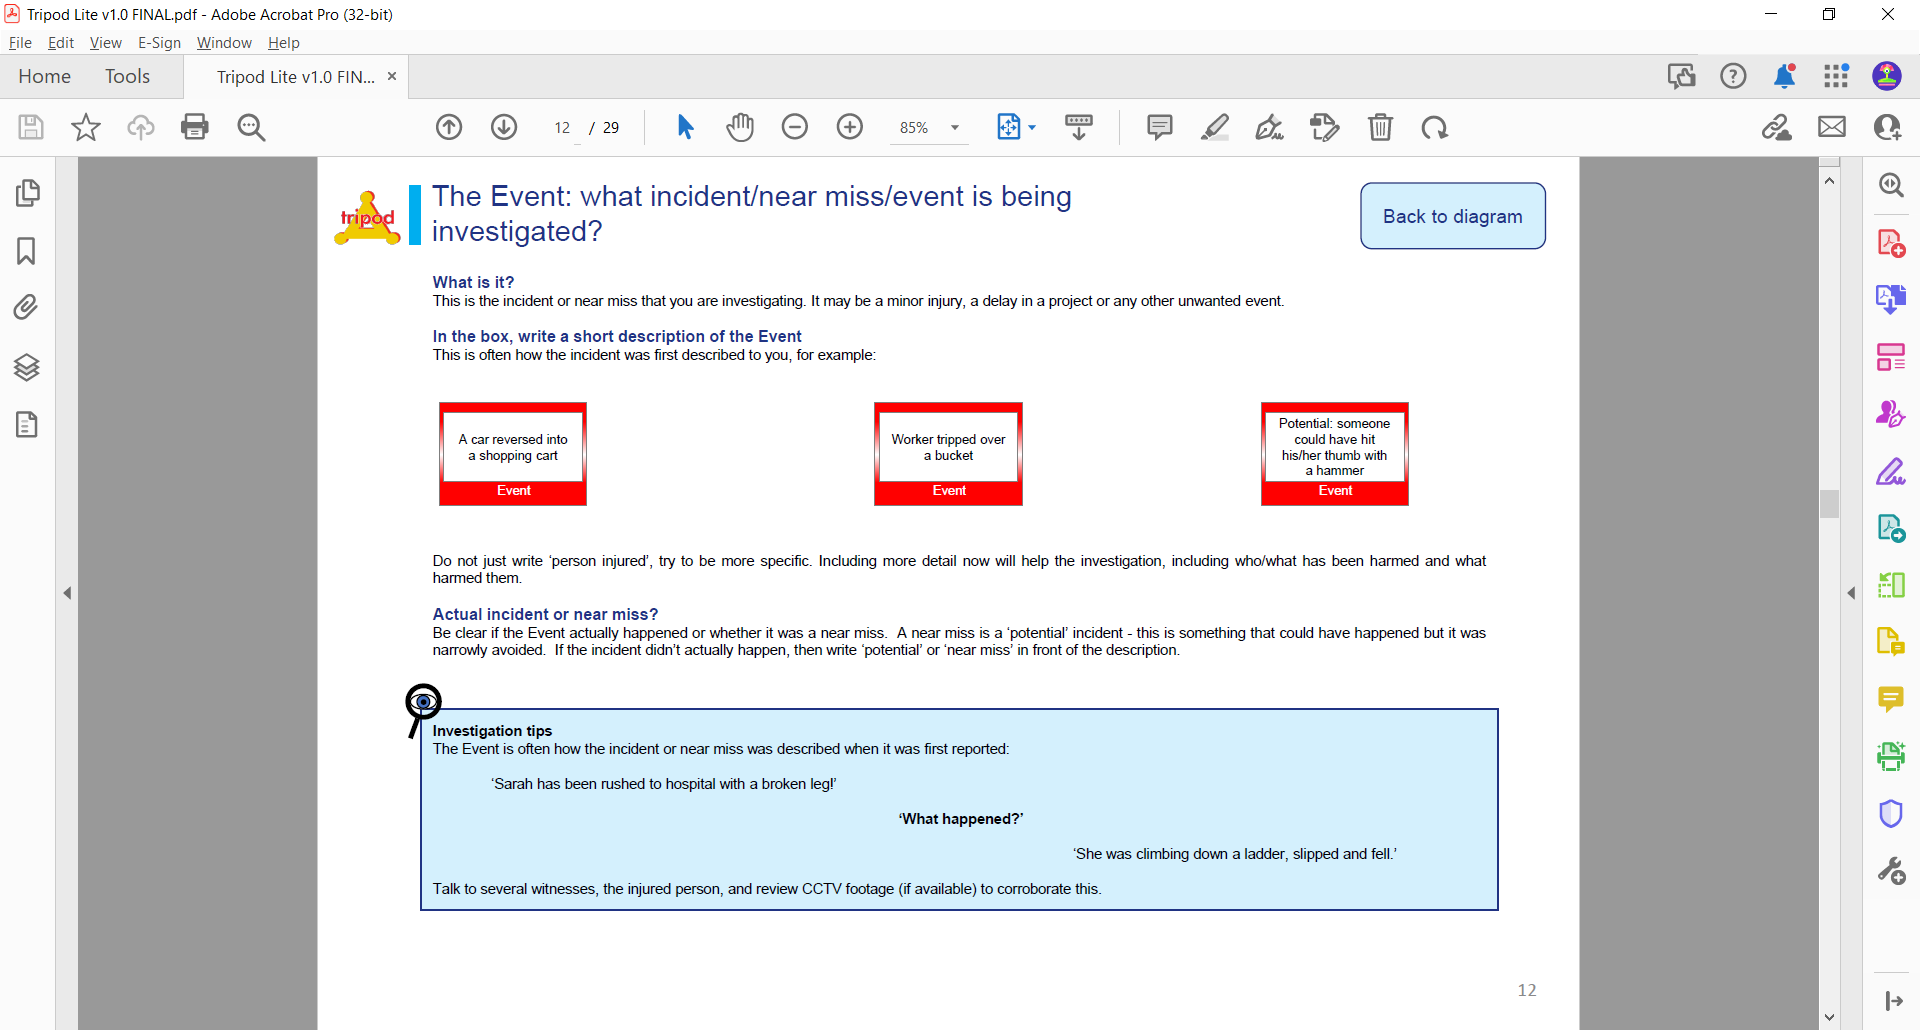 Tripod Lite v1.0 FINAL.pdf - Adobe Acrobat Pro (32-bit)
File Edit View E-Sign Window Help
Home Tools Tripod Lite v1.0 FIN... ×
12 / 29 85%
tripod
The Event: what incident/near miss/event is being
investigated?
Back to diagram
What is it?
This is the incident or near miss that you are investigating. It may be a minor injury, a delay in a project or any other unwanted event.
In the box, write a short description of the Event
This is often how the incident was first described to you, for example:
A car reversed into
a shopping cart
Event
Worker tripped over
a bucket
Event
Potential: someone
could have hit
his/her thumb with
a hammer
Event
Do not just write ‘person injured’, try to be more specific. Including more detail now will help the investigation, including who/what has been harmed and what
harmed them.
Actual incident or near miss?
Be clear if the Event actually happened or whether it was a near miss.  A near miss is a ‘potential’ incident - this is something that could have happened but it was
narrowly avoided.  If the incident didn’t actually happen, then write ‘potential’ or ‘near miss’ in front of the description.
Investigation tips
The Event is often how the incident or near miss was described when it was first reported:
‘Sarah has been rushed to hospital with a broken leg!’
‘What happened?’
‘She was climbing down a ladder, slipped and fell.’
Talk to several witnesses, the injured person, and review CCTV footage (if available) to corroborate this.
12